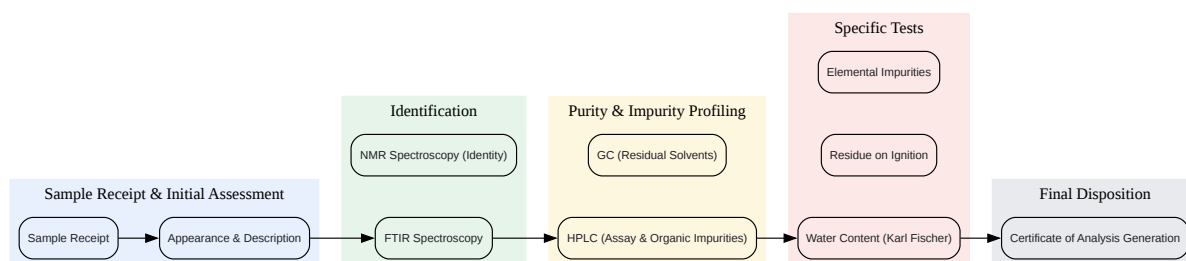 Sample Receipt & Initial Assessment
Sample Receipt
Appearance & Description
Identification
NMR Spectroscopy (Identity)
FTIR Spectroscopy
Purity & Impurity Profiling
GC (Residual Solvents)
HPLC (Assay & Organic Impurities)
Specific Tests
Elemental Impurities
Residue on Ignition
Water Content (Karl Fischer)
Final Disposition
Certificate of Analysis Generation